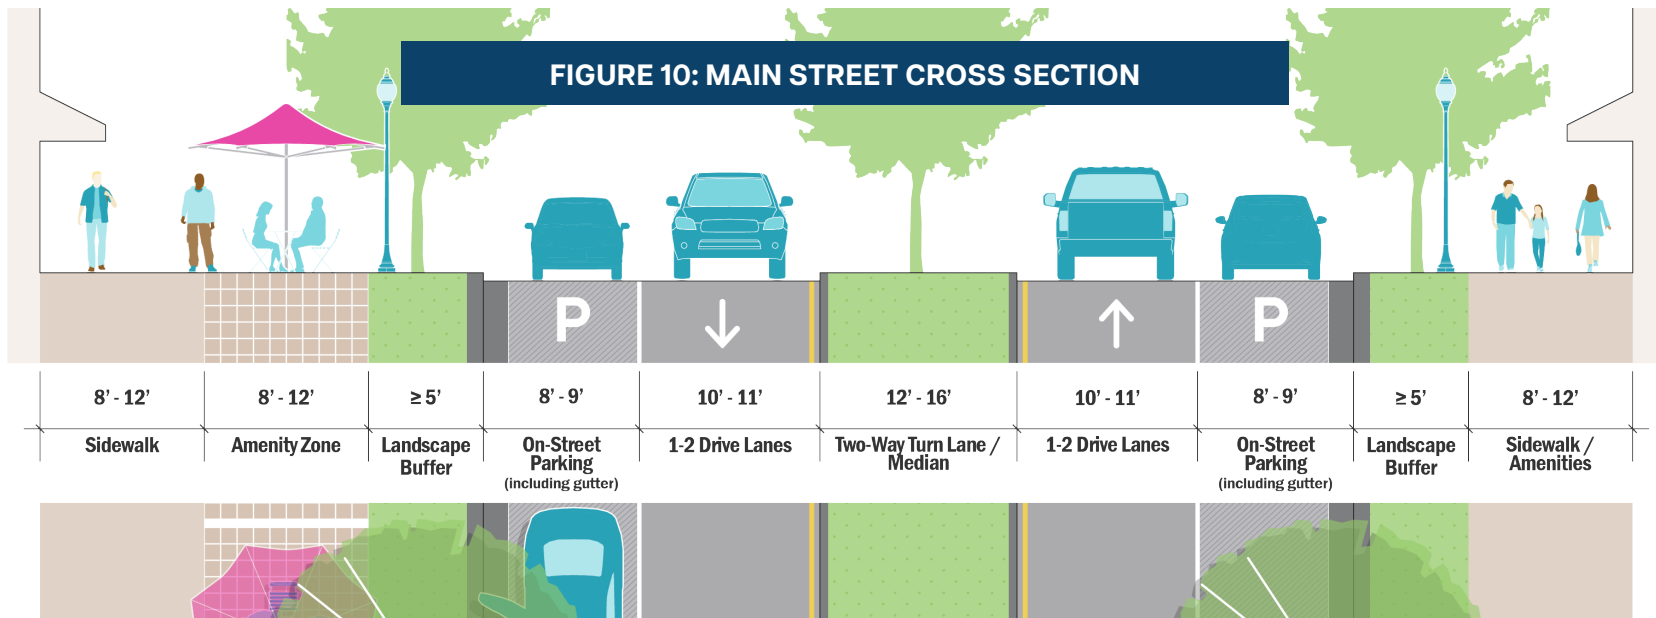 FIGURE 10: MAIN STREET CROSS SECTION
P
P
8’ - 12’
8’ - 12’
≥ 5’
8’ - 9’
10’ - 11’
12’ - 16’
10’ - 11’
8’ - 9’
≥ 5’
8’ - 12’
Sidewalk
Amenity Zone
Landscape
Buffer
On-Street
Parking
(including gutter)
1-2 Drive Lanes
Two-Way Turn Lane /
Median
1-2 Drive Lanes
On-Street
Parking
(including gutter)
Landscape
Buffer
Sidewalk /
Amenities